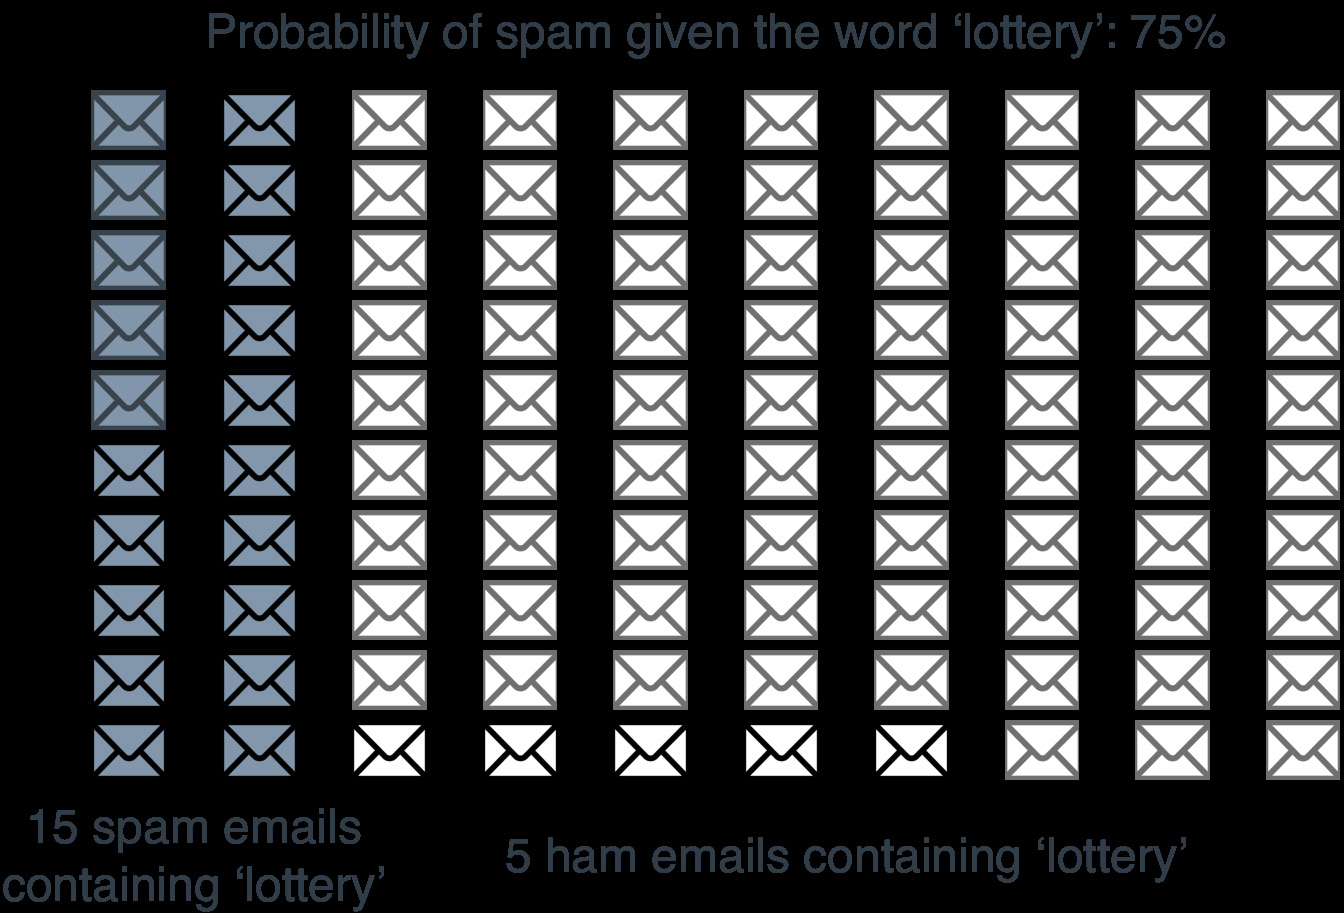 Probability of spam given the word ‘lottery’: 75%
15 spam emails
containing ‘lottery’
5 ham emails containing ‘lottery’